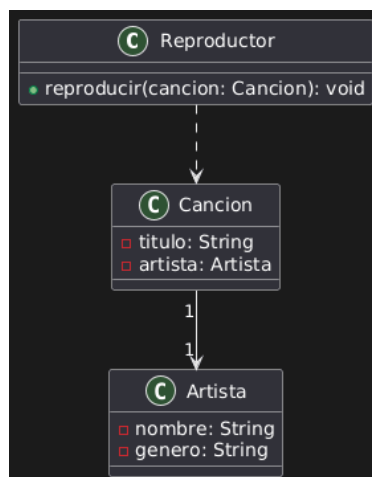 C Reproductor
reproducir(cancion: Cancion): void
C Cancion
titulo: String
artista: Artista
1
1
C Artista
nombre: String
genero: String